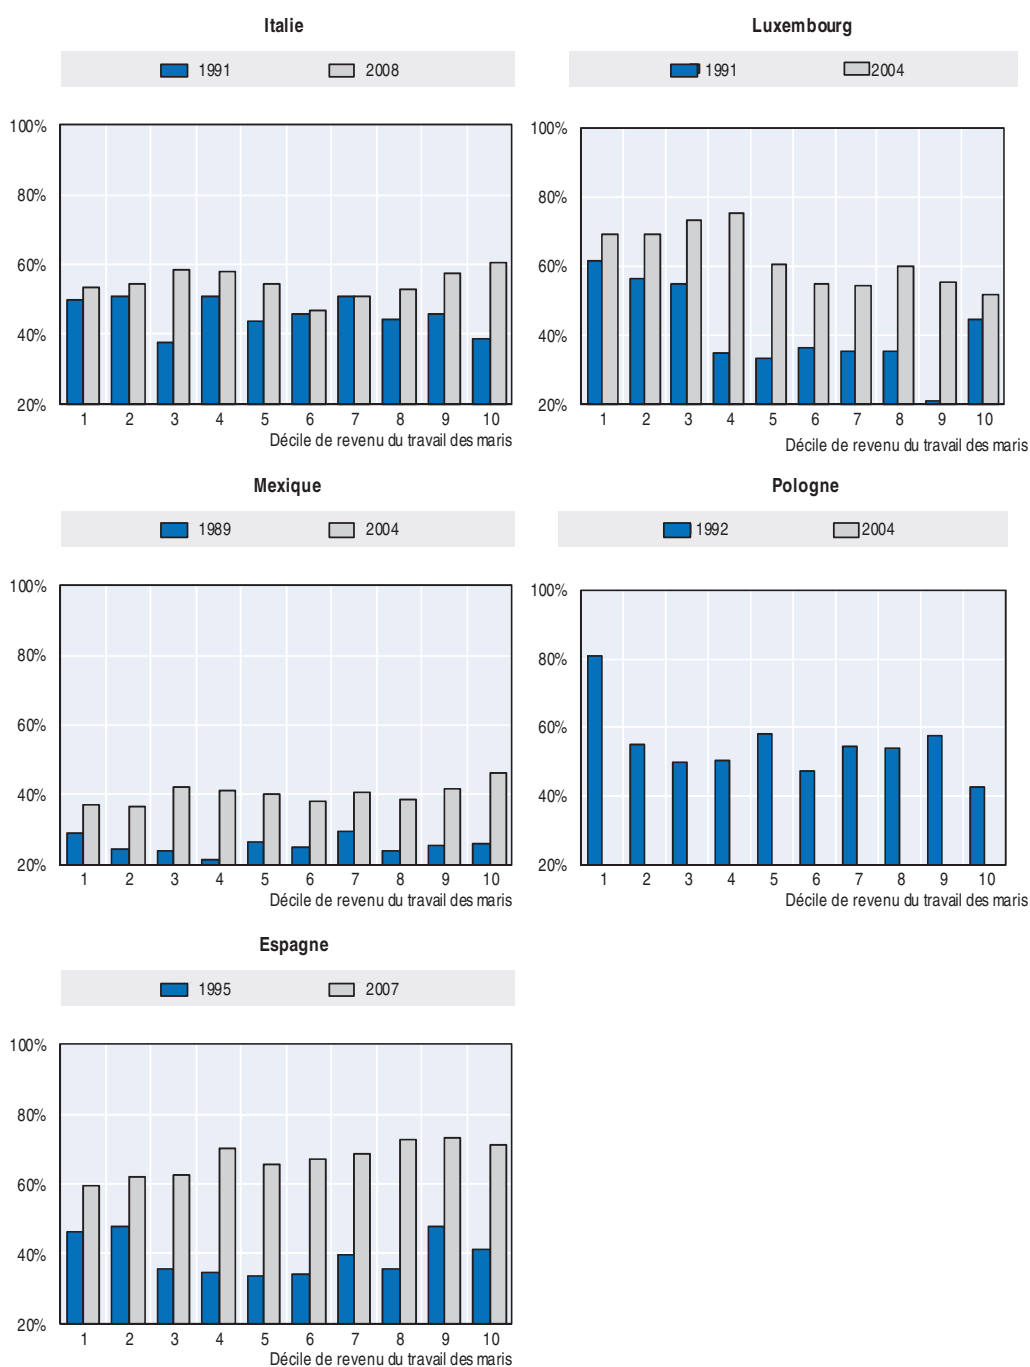 Italie
1991 2008
100%
80%
60%
40%
20%
1 2 3 4 5 6 7 8 9 10
Décile de revenu du travail des maris
Luxembourg
1991 2004
100%
80%
60%
40%
20%
1 2 3 4 5 6 7 8 9 10
Décile de revenu du travail des maris
Mexique
1989 2004
100%
80%
60%
40%
20%
1 2 3 4 5 6 7 8 9 10
Décile de revenu du travail des maris
Pologne
1992 2004
100%
80%
60%
40%
20%
1 2 3 4 5 6 7 8 9 10
Décile de revenu du travail des maris
Espagne
1995 2007
100%
80%
60%
40%
20%
1 2 3 4 5 6 7 8 9 10
Décile de revenu du travail des maris